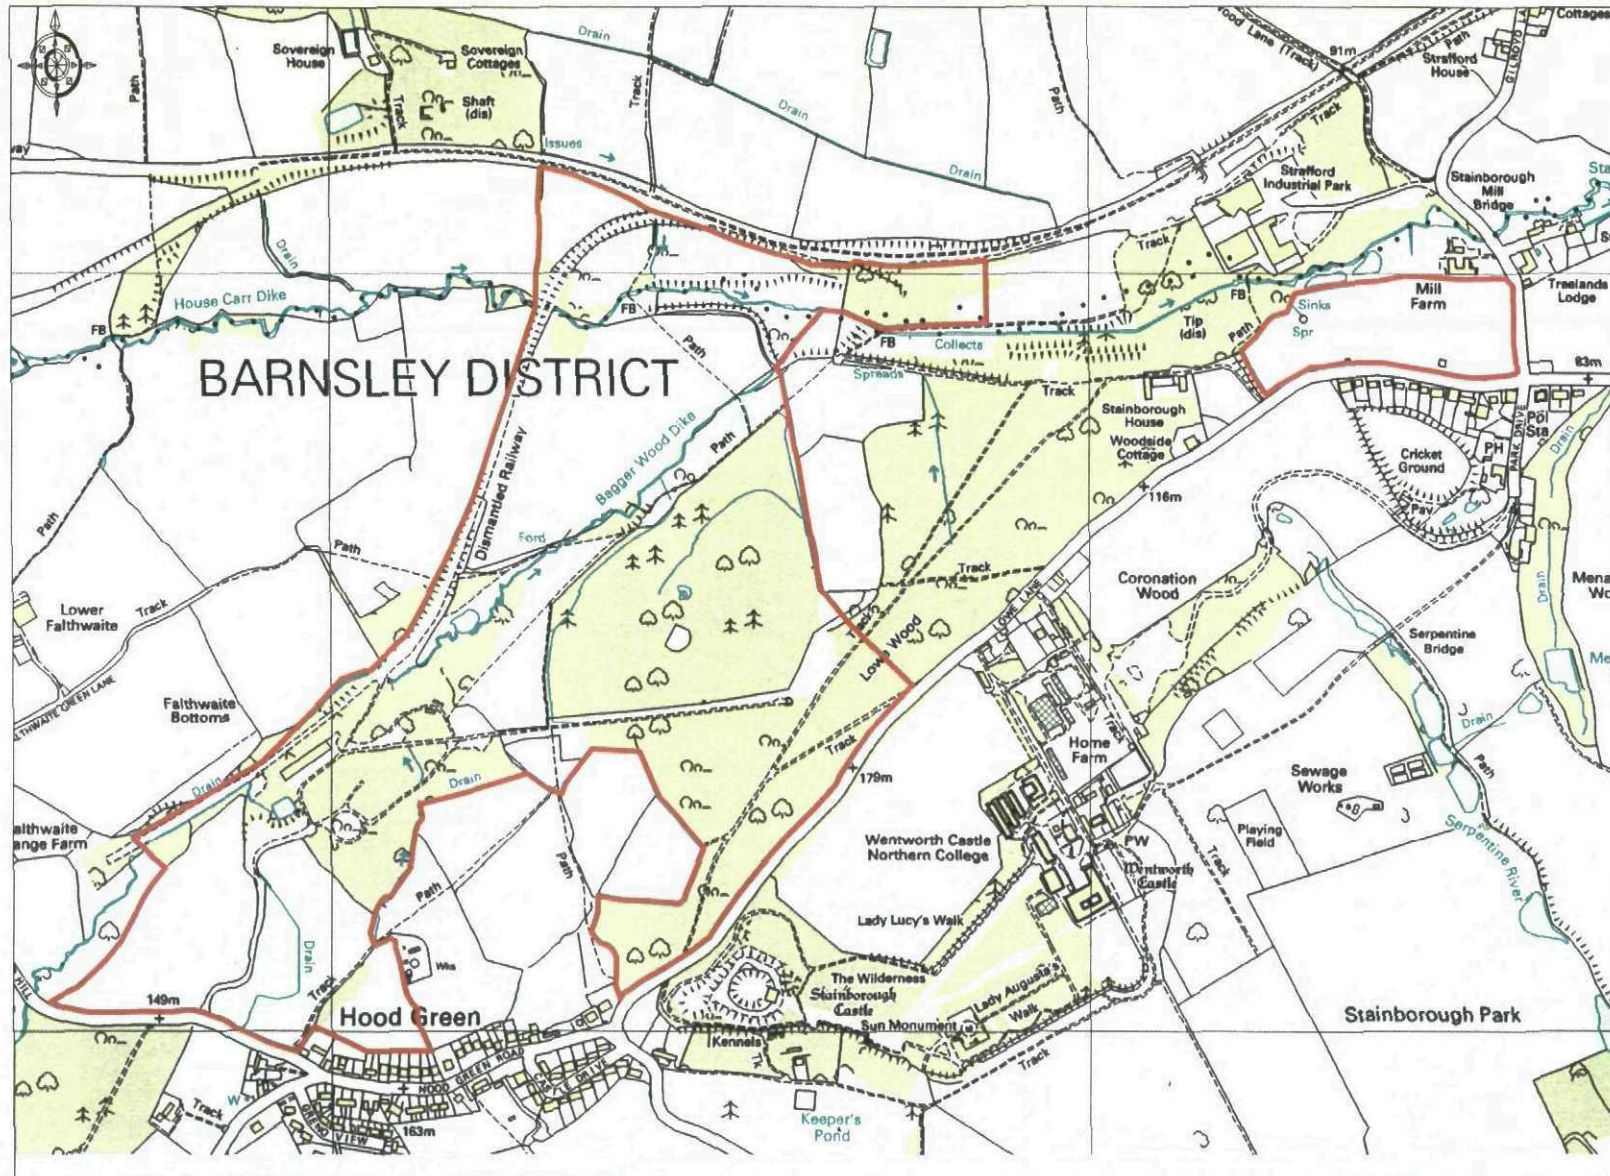 Sovereign
House
Sovereign
Cottages
Path
Track
Shaft
(dis)
Drain
Track
Issues
Drain
Drain
Path
91m
Path
Strafford
House
Cottages
Track
Strafford
Industrial Park
Stainborough
Mill
Bridge
Track
Drain
House Carr Dike
FB
FB
FB
FB
Path
Collects
Spreads
Track
Tip
(dis)
Path
Sinks
Spr
Mill
Farm
Treelands
Lodge
83m
BARNSLEY DISTRICT
Stainborough
House
Woodside
Cottage
Cricket
Ground
Pol
Sta
PH
PARK DRIVE
Drain
Pav
116m
Bagger Wood Dike
Path
Dismantled Railway
Ford
Path
Path
Track
Lower
Falthwaite
Track
Lowe Wood
Track
LOWE LANE
Coronation
Wood
Serpentine
Bridge
Drain
Falthwaite
Bottoms
Drain
Drain
Track
179m
Home
Farm
Track
Drain
Path
Sewage
Works
Playing
Field
Serpentine River
Wentworth Castle
Northern College
PW
Wentworth
Castle
Track
Path
Path
Drain
Track
Wks
Lady Lucy's Walk
The Wilderness
Stainborough
Castle
Lady Augusta's
Walk
Sun Monument
Kennels
Track
Stainborough Park
149m
Hood Green
HOOD GREEN ROAD
CASTLE DRIVE
GRENO VIEW
163m
Track
Keeper's
Pond